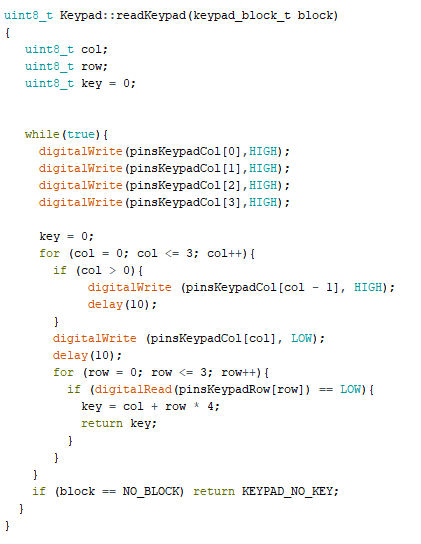 uint8_t Keypad::readKeypad(keypad_block_t block)
{
   uint8_t col;
   uint8_t row;
   uint8_t key = 0;


   while(true){
     digitalWrite(pinsKeypadCol[0],HIGH);
     digitalWrite(pinsKeypadCol[1],HIGH);
     digitalWrite(pinsKeypadCol[2],HIGH);
     digitalWrite(pinsKeypadCol[3],HIGH);

     key = 0;
     for (col = 0; col <= 3; col++){
       if (col > 0){
            digitalWrite (pinsKeypadCol[col - 1], HIGH);
            delay(10);
       }
       digitalWrite (pinsKeypadCol[col], LOW);
       delay(10);
       for (row = 0; row <= 3; row++){
         if (digitalRead(pinsKeypadRow[row]) == LOW){
           key = col + row * 4;
           return key;
         }
       }
    }
    if (block == NO_BLOCK) return KEYPAD_NO_KEY;
  }
}